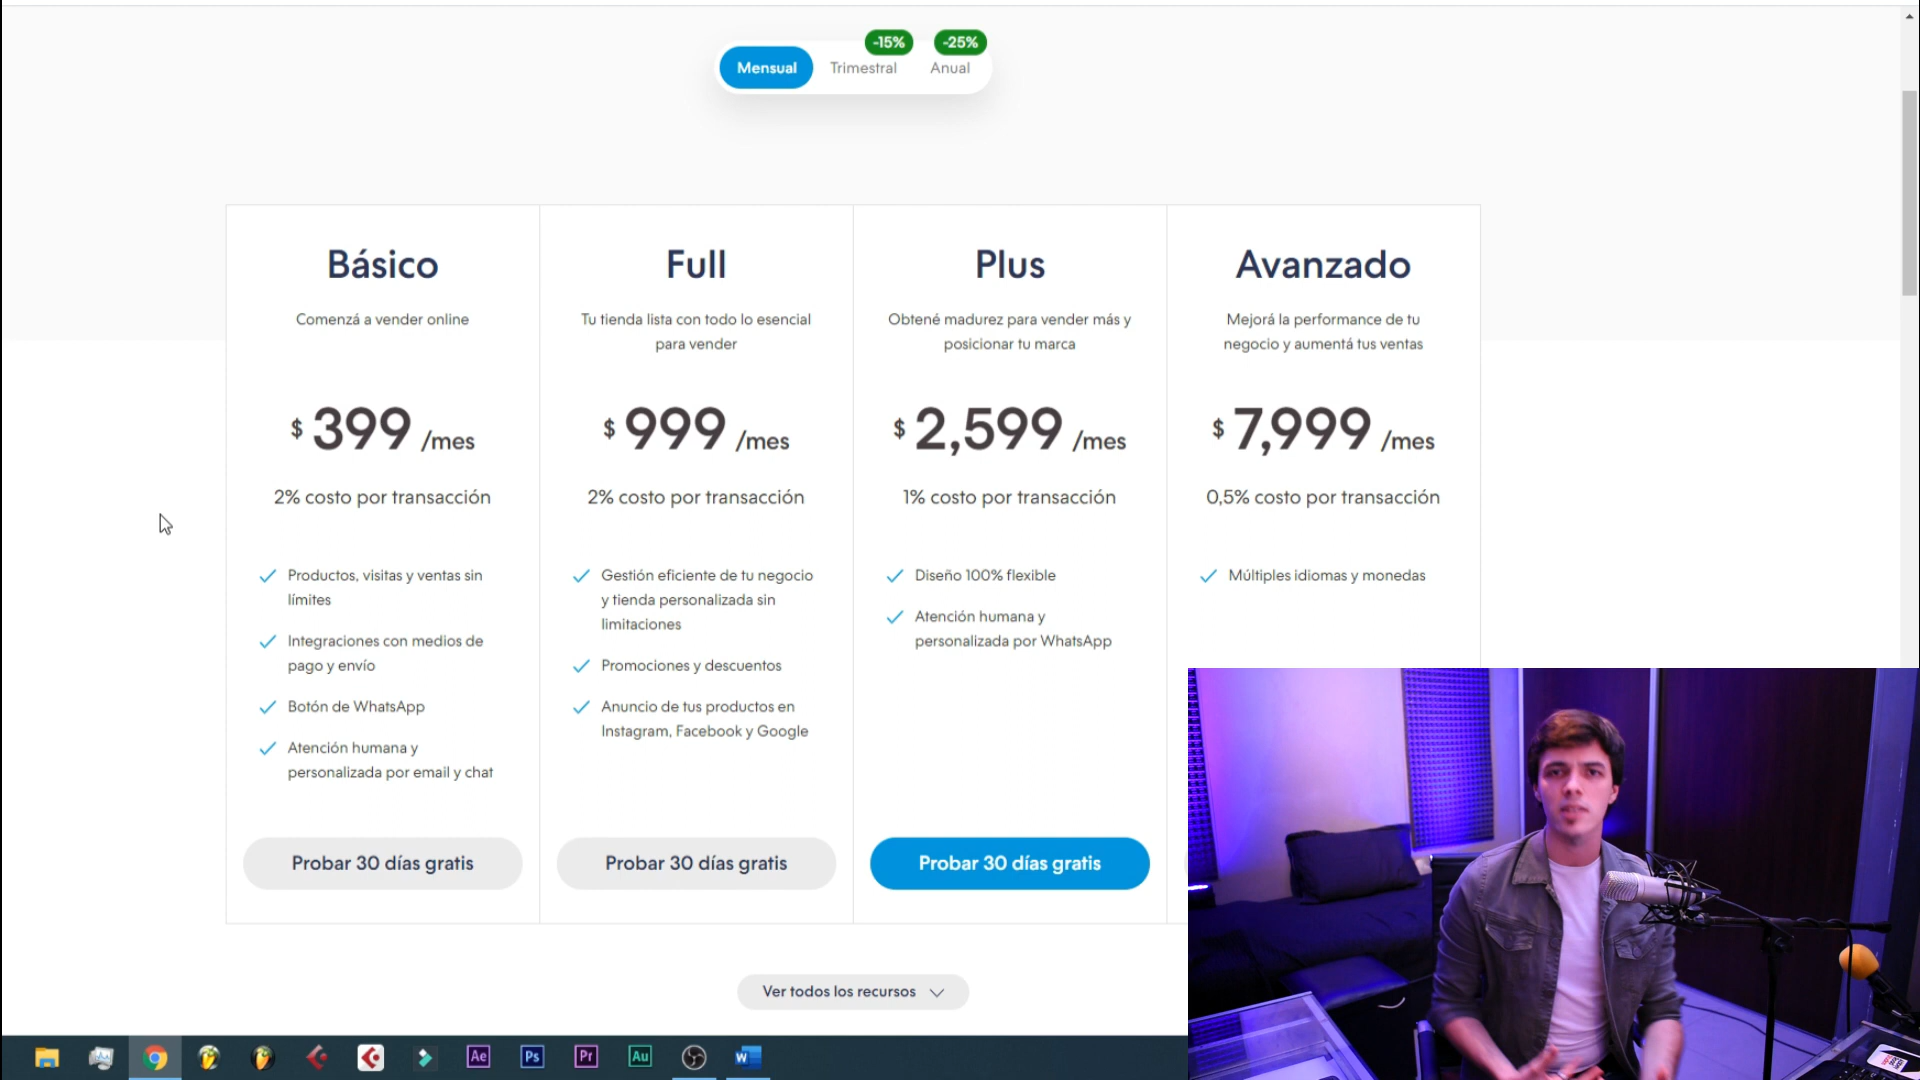 -15%
-25%
Mensual
Trimestral
Anual
Básico
Comenzá a vender online
$ 399 /mes
2% costo por transacción
Productos, visitas y ventas sin
límites
Integraciones con medios de
pago y envío
Botón de WhatsApp
Atención humana y
personalizada por email y chat
Probar 30 días gratis
Full
Tu tienda lista con todo lo esencial
para vender
$ 999 /mes
2% costo por transacción
Gestión eficiente de tu negocio
y tienda personalizada sin
limitaciones
Promociones y descuentos
Anuncio de tus productos en
Instagram, Facebook y Google
Probar 30 días gratis
Plus
Obtené madurez para vender más y
posicionar tu marca
$ 2,599 /mes
1% costo por transacción
Diseño 100% flexible
Atención humana y
personalizada por WhatsApp
Probar 30 días gratis
Avanzado
Mejorá la performance de tu
negocio y aumentá tus ventas
$ 7,999 /mes
0,5% costo por transacción
Múltiples idiomas y monedas
Ver todos los recursos
Ae
Ps
Pr
Au
W